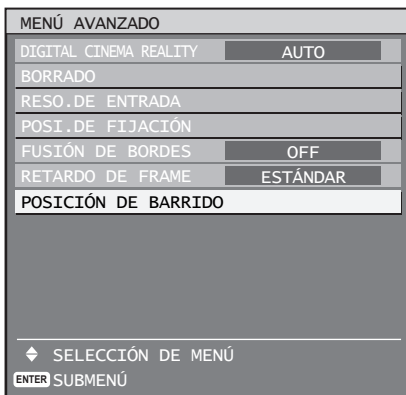 MENÚ AVANZADO
DIGITAL CINEMA REALITY AUTO
BORRADO
RESO.DE ENTRADA
POSI.DE FIJACIÓN
FUSIÓN DE BORDES OFF
RETARDO DE FRAME ESTÁNDAR
POSICIÓN DE BARRIDO
SELECCIÓN DE MENÚ
ENTER SUBMENÚ